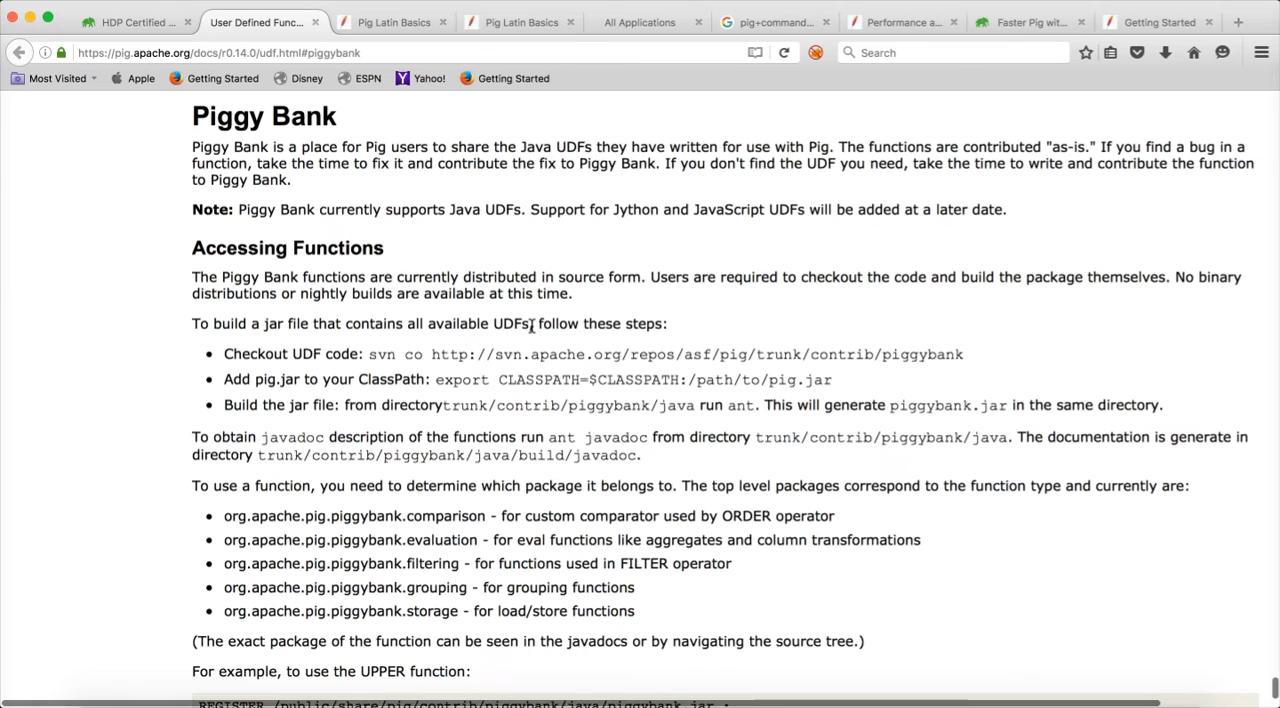 HDP Certified ...
User Defined Func...
Pig Latin Basics
Pig Latin Basics
All Applications
pig+command...
Performance a...
Faster Pig wit...
Getting Started
https://pig.apache.org/docs/r0.14.0/udf.html#piggybank
Search
Most Visited
Apple
Getting Started
Disney
ESPN
Yahoo!
Getting Started
Piggy Bank
Piggy Bank is a place for Pig users to share the Java UDFs they have written for use with Pig. The functions are contributed "as-is." If you find a bug in a
function, take the time to fix it and contribute the fix to Piggy Bank. If you don't find the UDF you need, take the time to write and contribute the function
to Piggy Bank.
Note: Piggy Bank currently supports Java UDFs. Support for Jython and JavaScript UDFs will be added at a later date.
Accessing Functions
The Piggy Bank functions are currently distributed in source form. Users are required to checkout the code and build the package themselves. No binary
distributions or nightly builds are available at this time.
To build a jar file that contains all available UDFs, follow these steps:
• Checkout UDF code: svn co http://svn.apache.org/repos/asf/pig/trunk/contrib/piggybank
• Add pig.jar to your ClassPath: export CLASSPATH=$CLASSPATH:/path/to/pig.jar
• Build the jar file: from directorytrunk/contrib/piggybank/java run ant. This will generate piggybank.jar in the same directory.
To obtain javadoc description of the functions run ant javadoc from directory trunk/contrib/piggybank/java. The documentation is generate in
directory trunk/contrib/piggybank/java/build/javadoc.
To use a function, you need to determine which package it belongs to. The top level packages correspond to the function type and currently are:
• org.apache.pig.piggybank.comparison - for custom comparator used by ORDER operator
• org.apache.pig.piggybank.evaluation - for eval functions like aggregates and column transformations
• org.apache.pig.piggybank.filtering - for functions used in FILTER operator
• org.apache.pig.piggybank.grouping - for grouping functions
• org.apache.pig.piggybank.storage - for load/store functions
(The exact package of the function can be seen in the javadocs or by navigating the source tree.)
For example, to use the UPPER function:
REGISTER /public/share/pig/contrib/piggybank/java/piggybank.jar ;